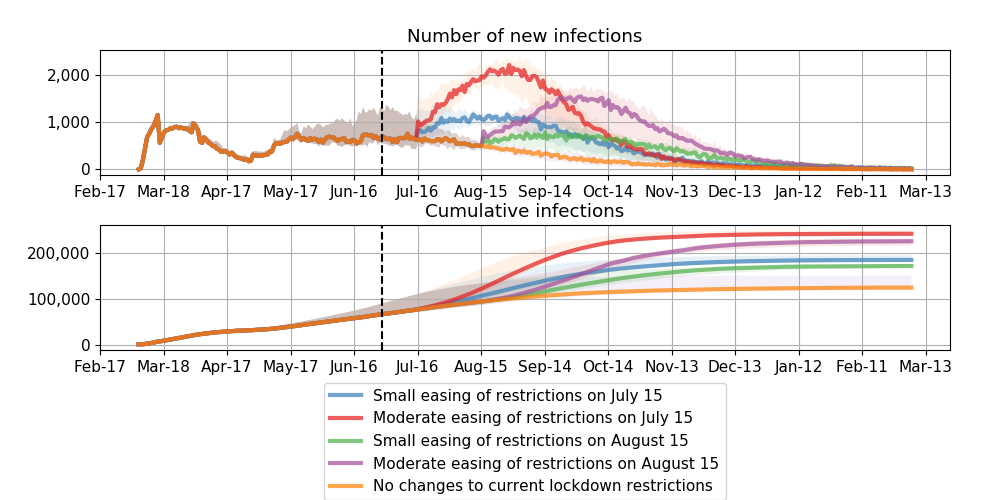 Number of new infections
2,000
1,000
0
Feb-17 Mar-18 Apr-17 May-17 Jun-16 Jul-16 Aug-15 Sep-14 Oct-14 Nov-13 Dec-13 Jan-12 Feb-11 Mar-13
Cumulative infections
200,000
100,000
0
Feb-17 Mar-18 Apr-17 May-17 Jun-16 Jul-16 Aug-15 Sep-14 Oct-14 Nov-13 Dec-13 Jan-12 Feb-11 Mar-13
Small easing of restrictions on July 15
Moderate easing of restrictions on July 15
Small easing of restrictions on August 15
Moderate easing of restrictions on August 15
No changes to current lockdown restrictions